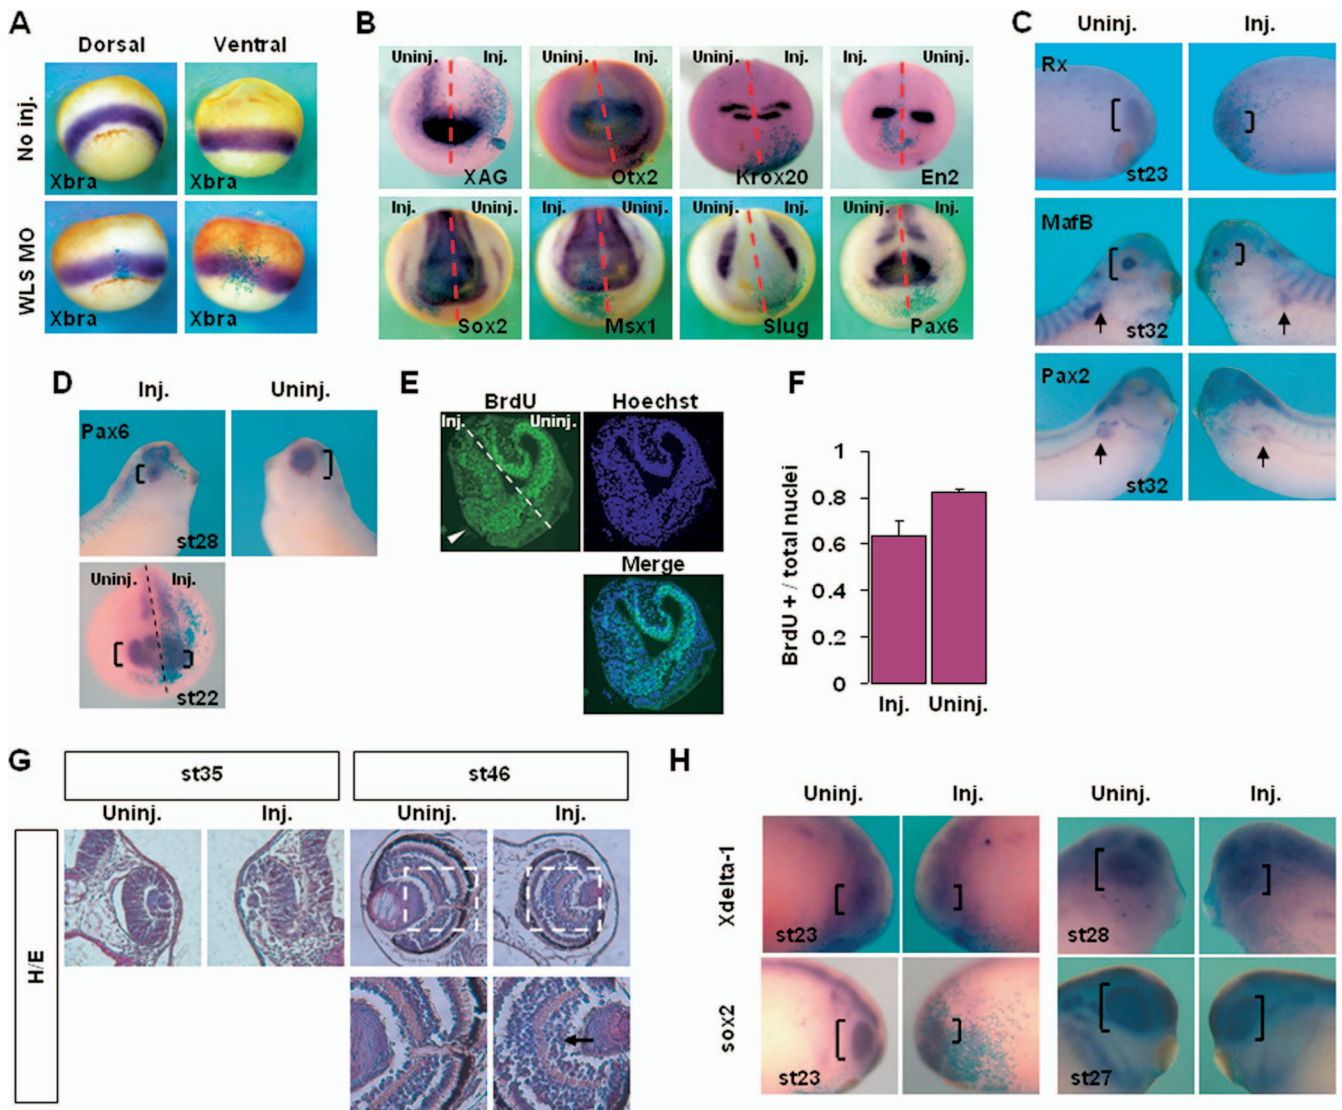 A
Dorsal Ventral
No inj.
Xbra Xbra
WLS MO
Xbra Xbra
B
Uninj. Inj. Uninj. Inj. Uninj. Inj. Inj. Uninj.
XAG Otx2 Krox20 En2
Inj. Uninj. Inj. Uninj. Uninj. Inj. Uninj. Inj.
Sox2 Msx1 Slug Pax6
C
Uninj. Inj.
Rx
st23
MafB
st32
Pax2
st32
D
Inj. Uninj.
Pax6
st28
Uninj. Inj.
st22
E
BrdU Hoechst
Inj. Uninj.
Merge
F
BrdU + / total nuclei
1
0.8
0.6
0.4
0.2
0
Inj. Uninj.
G
st35 st46
Uninj. Inj. Uninj. Inj.
H/E
H
Uninj. Inj. Uninj. Inj.
Xdelta-1
st23 st28
sox2
st23 st27